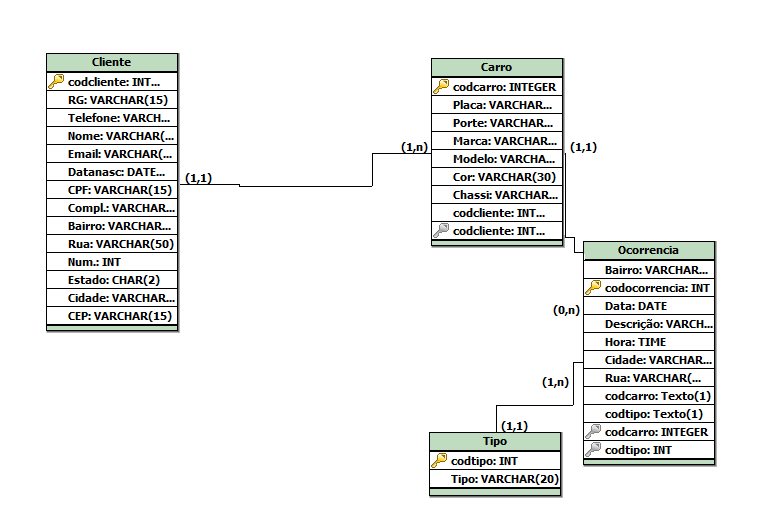 Cliente
codcliente: INT...
RG: VARCHAR(15)
Telefone: VARCH...
Nome: VARCHAR(...
Email: VARCHAR(...
Datanasc: DATE...
CPF: VARCHAR(15)
Compl.: VARCHAR...
Bairro: VARCHAR...
Rua: VARCHAR(50)
Num.: INT
Estado: CHAR(2)
Cidade: VARCHAR...
CEP: VARCHAR(15)
(1,1)
(1,n)
Carro
codcarro: INTEGER
Placa: VARCHAR...
Porte: VARCHAR...
Marca: VARCHAR...
Modelo: VARCHA...
Cor: VARCHAR(30)
Chassi: VARCHAR...
codcliente: INT...
codcliente: INT...
(1,1)
(0,n)
Ocorrencia
Bairro: VARCHAR...
codocorrencia: INT
Data: DATE
Descrição: VARCH...
Hora: TIME
Cidade: VARCHAR...
Rua: VARCHAR(...
codcarro: Texto(1)
codtipo: Texto(1)
codcarro: INTEGER
codtipo: INT
(1,n)
(1,1)
Tipo
codtipo: INT
Tipo: VARCHAR(20)